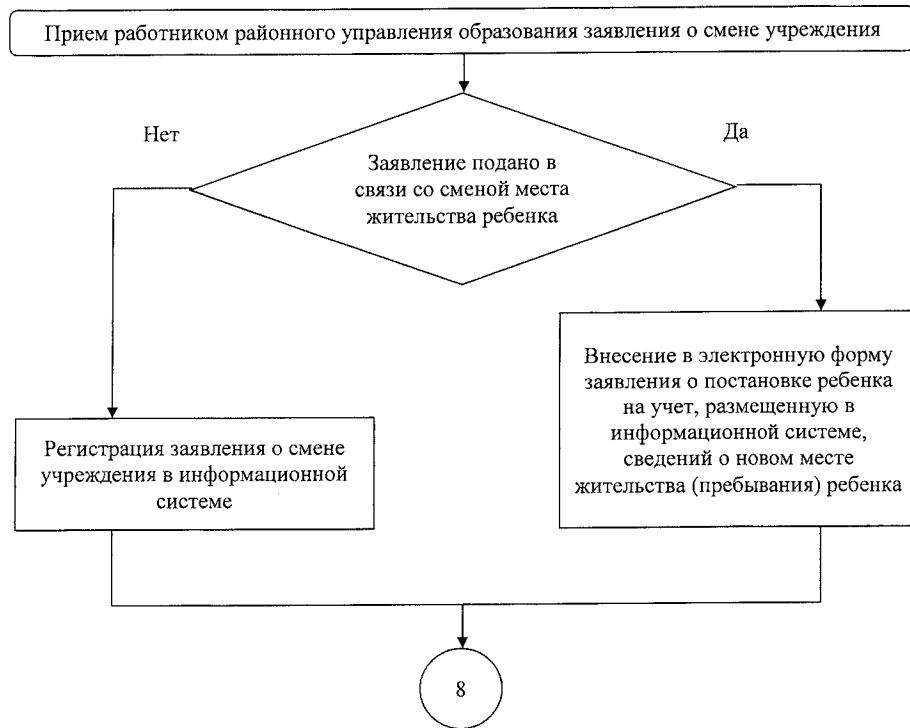 Прием работником районного управления образования заявления о смене учреждения
Нет
Да
Заявление подано в
связи со сменой места
жительства ребенка
Внесение в электронную форму
заявления о постановке ребенка
на учет, размещенную в
информационной системе,
сведений о новом месте
жительства (пребывания) ребенка
Регистрация заявления о смене
учреждения в информационной
системе
8